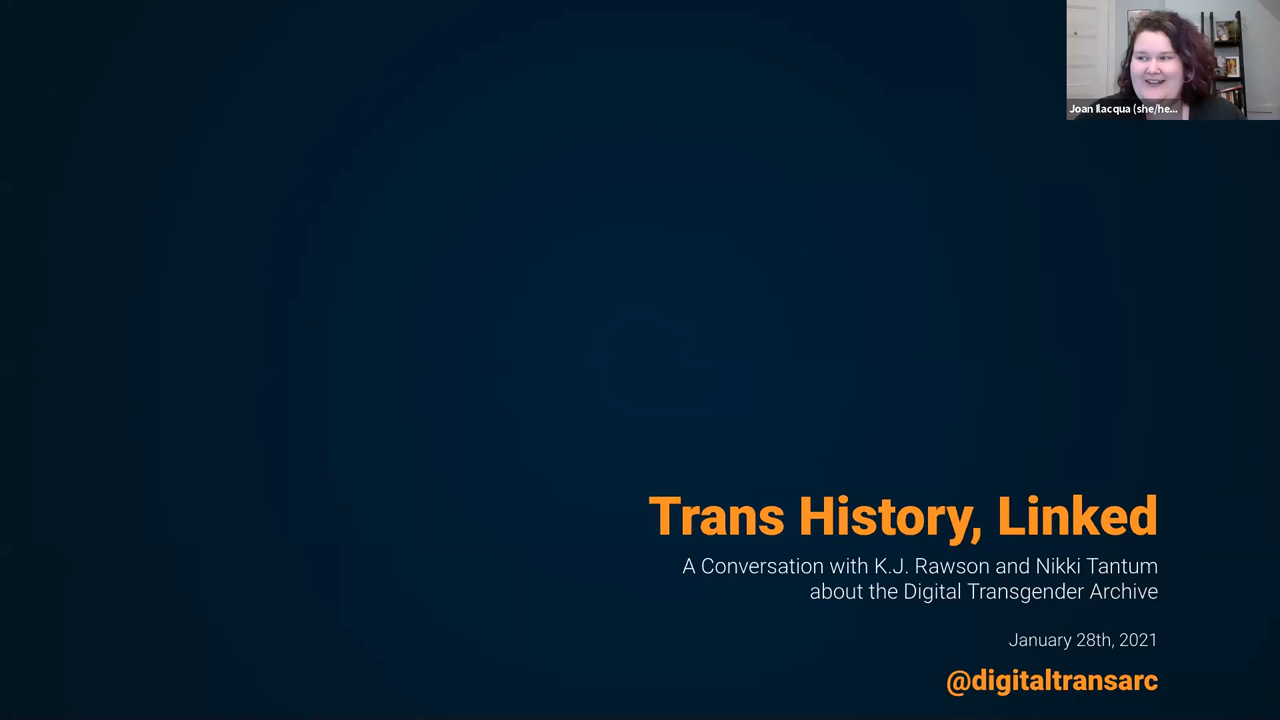 Joan Ilacqua (she/he...
Trans History, Linked
A Conversation with K.J. Rawson and Nikki Tantum
about the Digital Transgender Archive
January 28th, 2021
@digitaltransarc